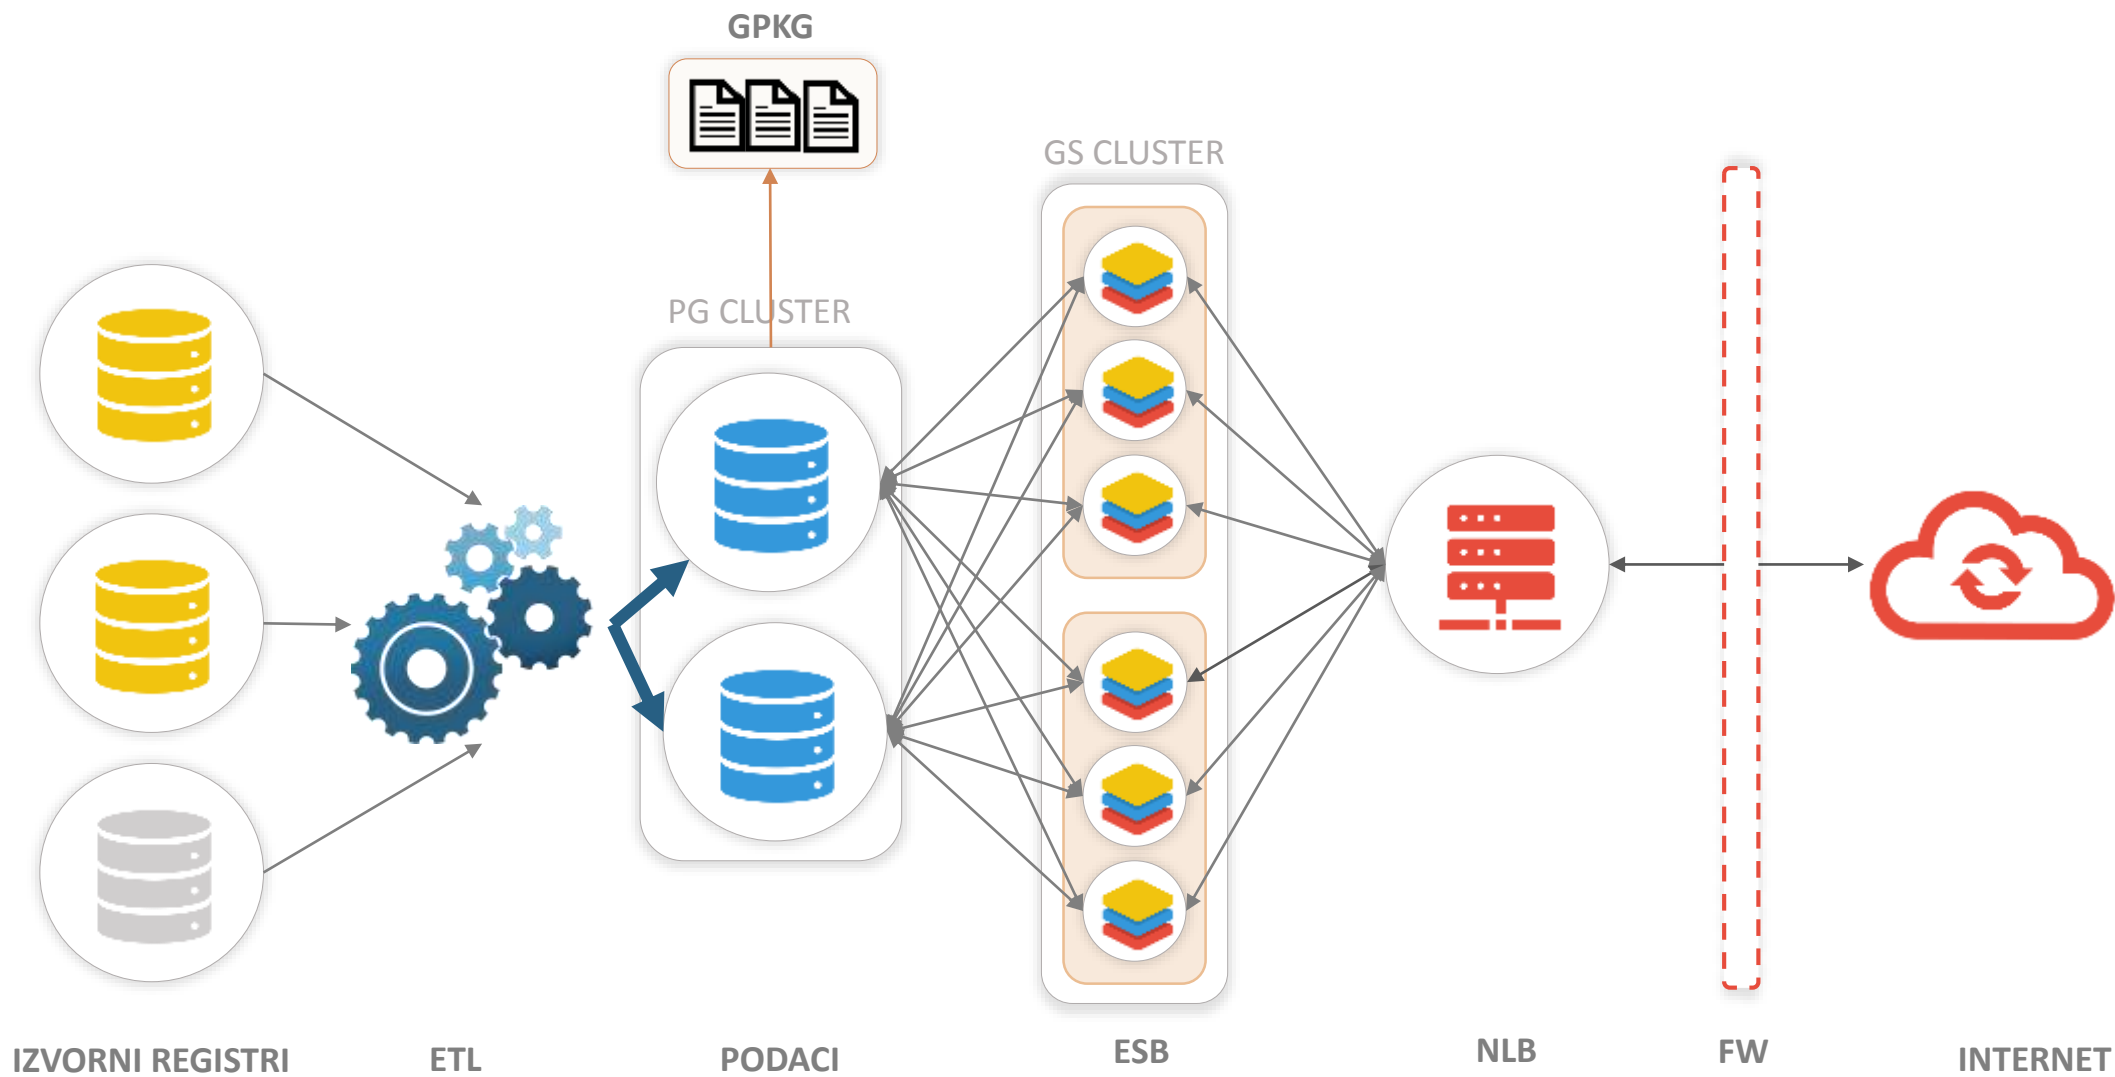 GPKG
GS CLUSTER
PG CLUSTER
IZVORNI REGISTRI
ETL
PODACI
ESB
NLB
FW
INTERNET